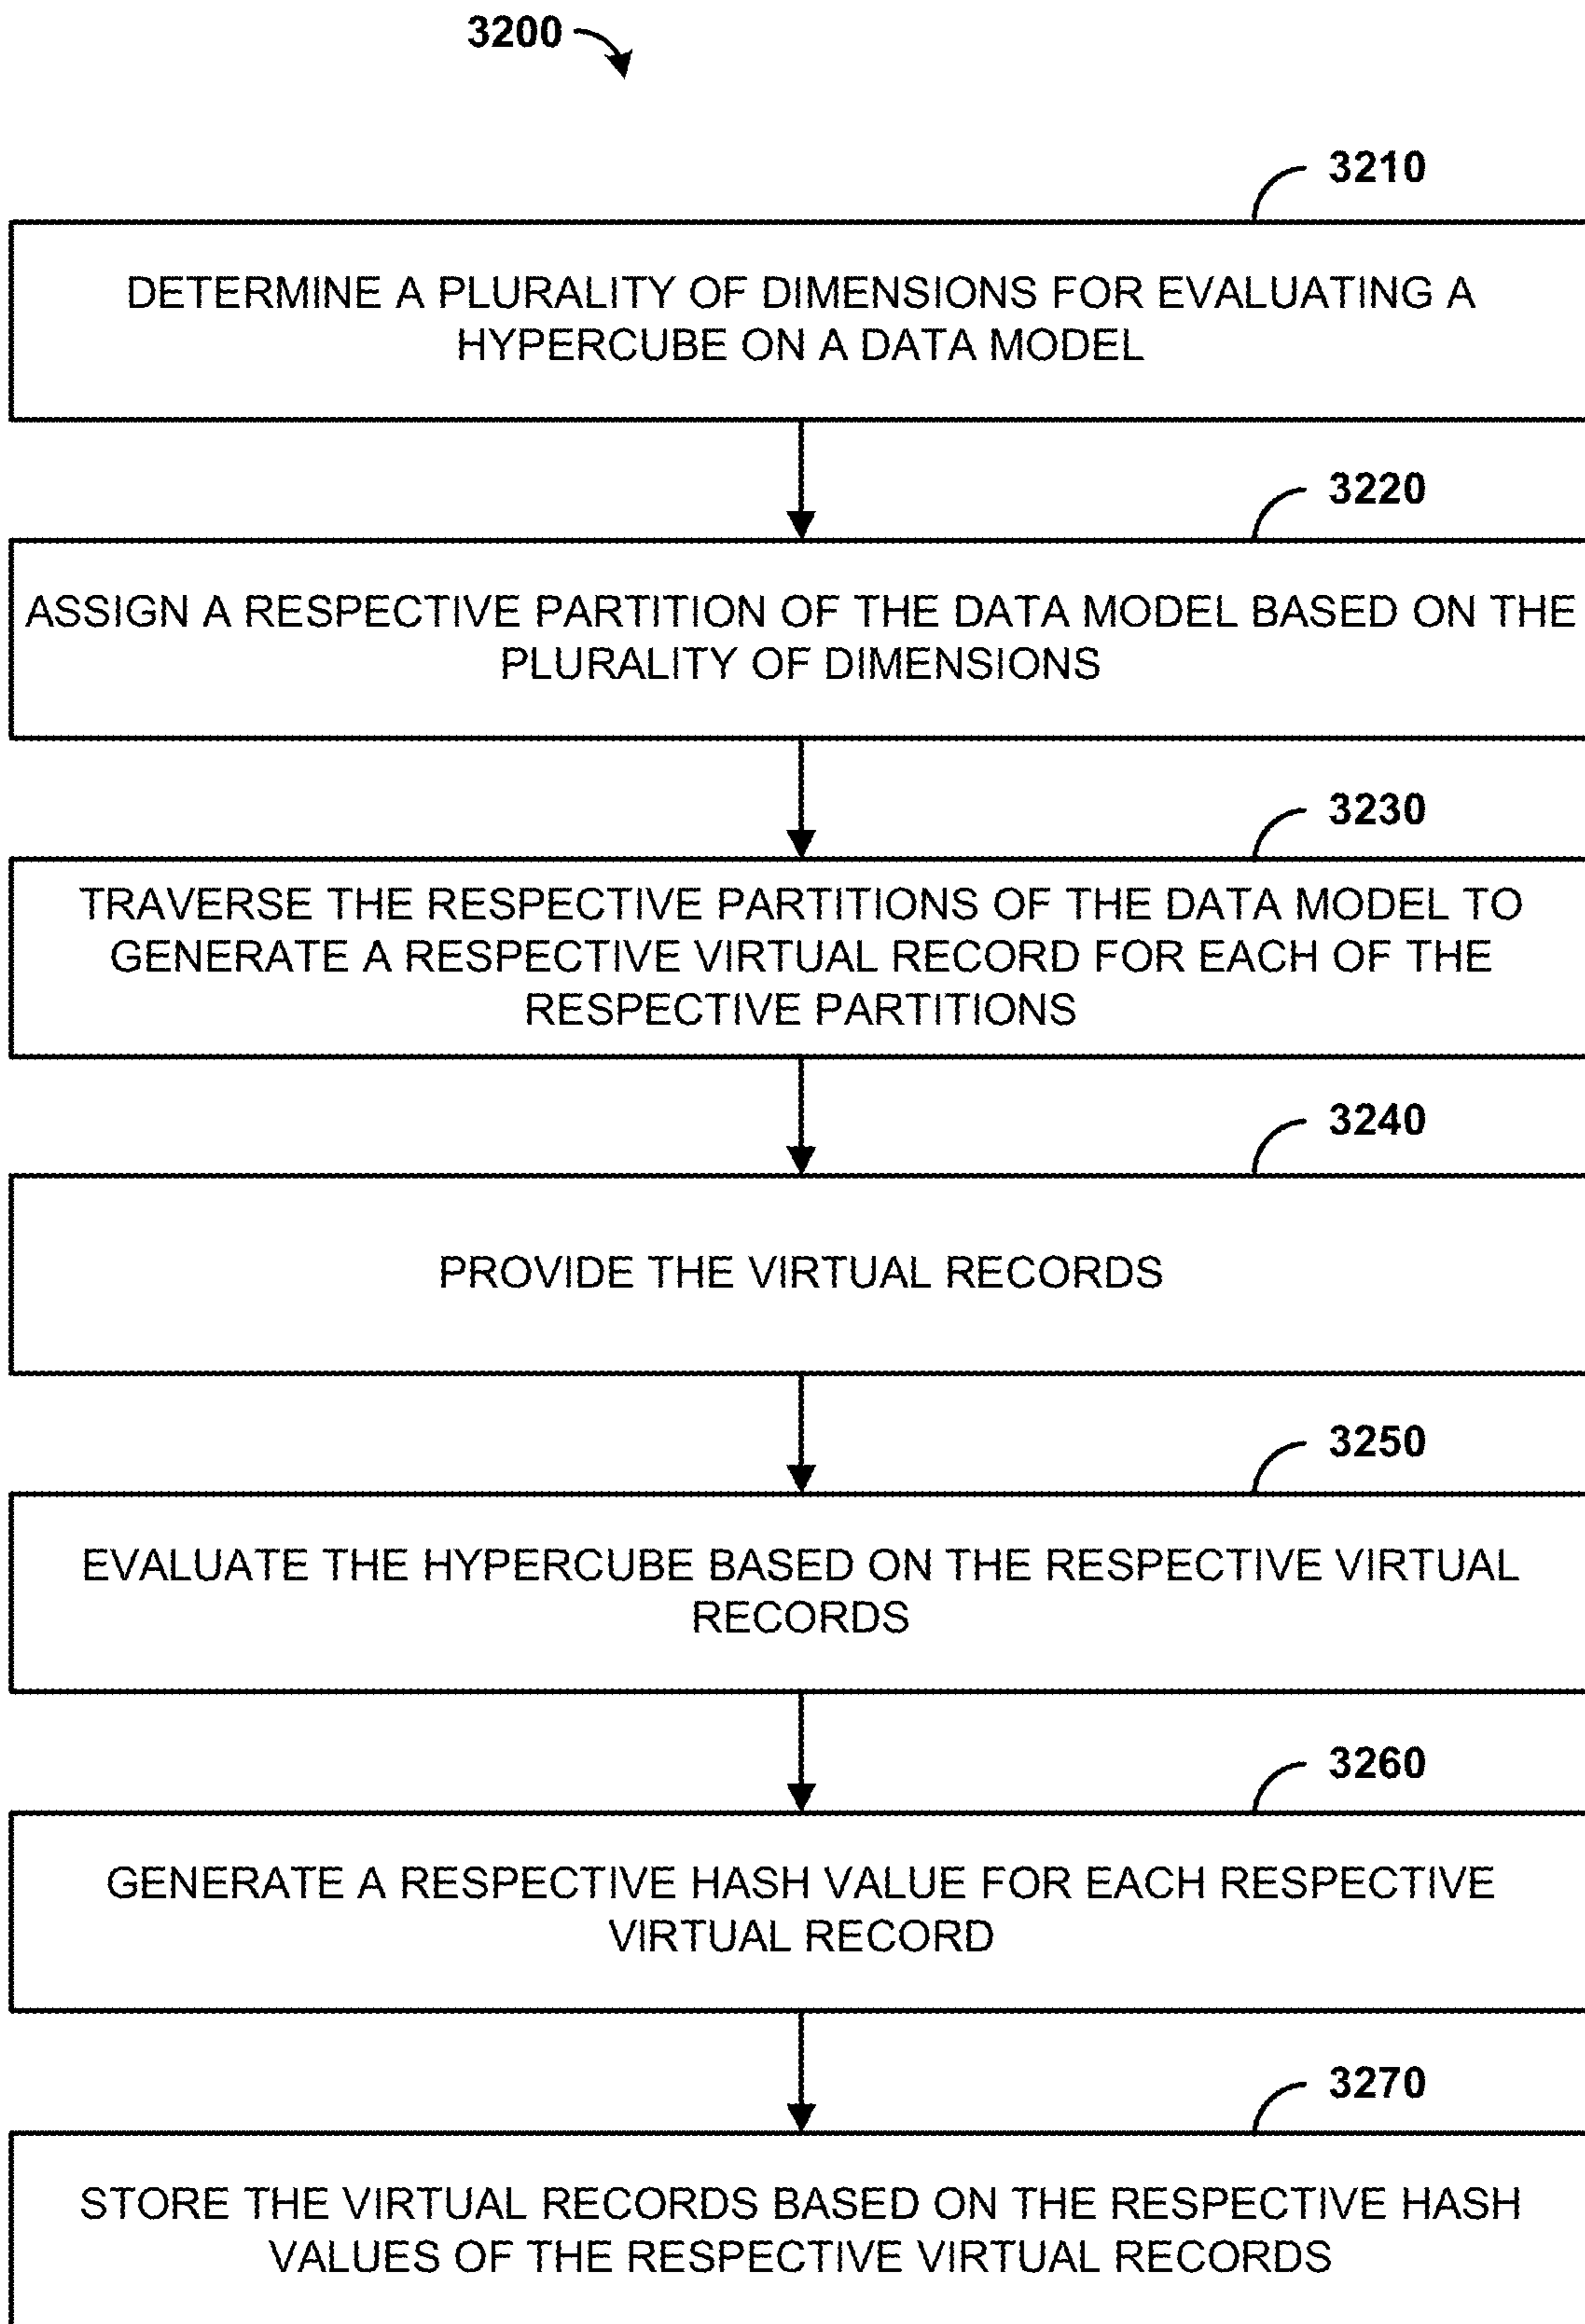 3200
3210
DETERMINE A PLURALITY OF DIMENSIONS FOR EVALUATING A
HYPERCUBE ON A DATA MODEL
3220
ASSIGN A RESPECTIVE PARTITION OF THE DATA MODEL BASED ON THE
PLURALITY OF DIMENSIONS
3230
TRAVERSE THE RESPECTIVE PARTITIONS OF THE DATA MODEL TO
GENERATE A RESPECTIVE VIRTUAL RECORD FOR EACH OF THE
RESPECTIVE PARTITIONS
3240
PROVIDE THE VIRTUAL RECORDS
3250
EVALUATE THE HYPERCUBE BASED ON THE RESPECTIVE VIRTUAL
RECORDS
3260
GENERATE A RESPECTIVE HASH VALUE FOR EACH RESPECTIVE
VIRTUAL RECORD
3270
STORE THE VIRTUAL RECORDS BASED ON THE RESPECTIVE HASH
VALUES OF THE RESPECTIVE VIRTUAL RECORDS